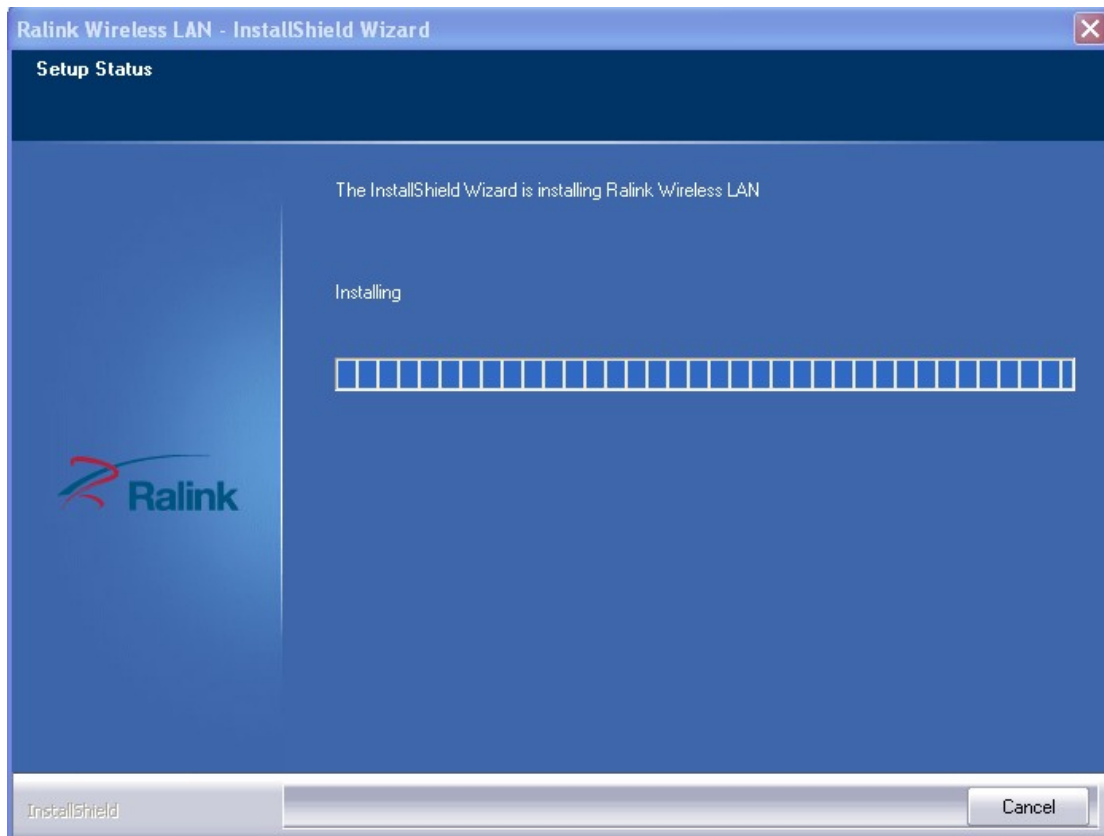 Ralink Wireless LAN - InstallShield Wizard
Setup Status
The InstallShield Wizard is installing Ralink Wireless LAN
Installing
Ralink
InstallShield
Cancel